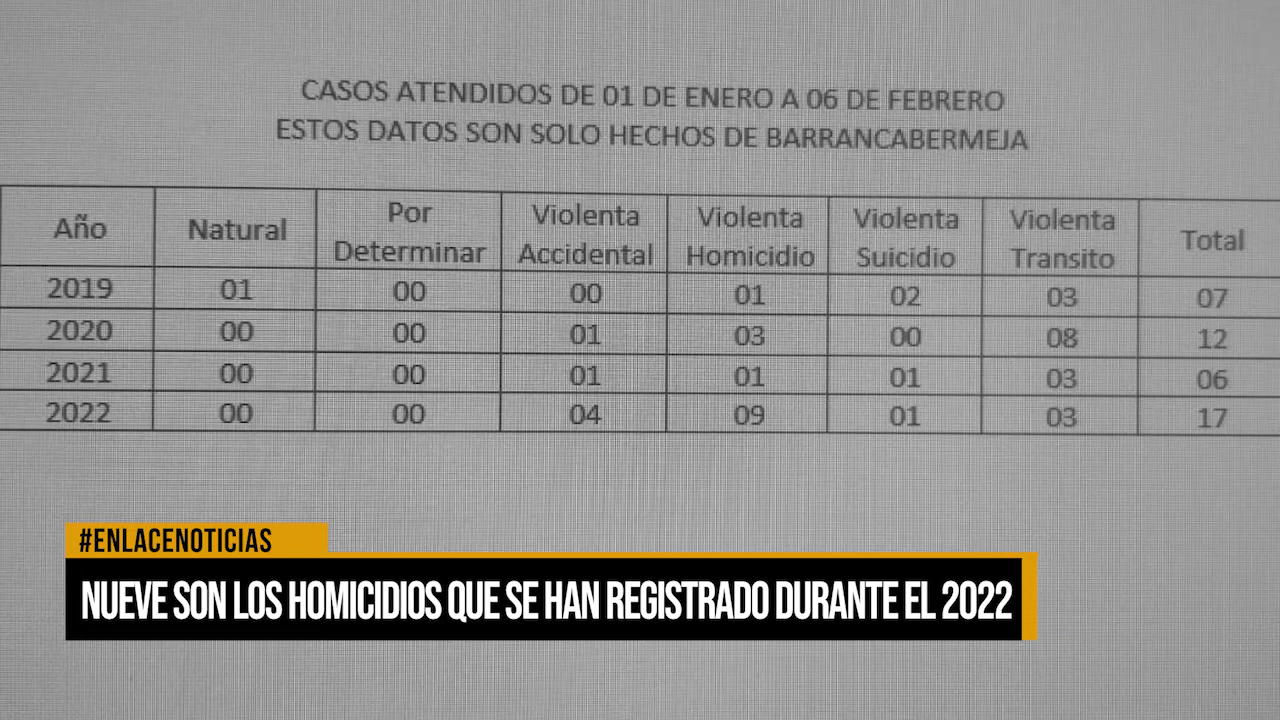 CASOS ATENDIDOS DE 01 DE ENERO A 06 DE FEBRERO
ESTOS DATOS SON SOLO HECHOS DE BARRANCABERMEJA
Año Natural Por Determinar Violenta Accidental Violenta Homicidio Violenta Suicidio Violenta Transito Total
2019 01 00 00 01 02 03 07
2020 00 00 01 03 00 08 12
2021 00 00 01 01 01 03 06
2022 00 00 04 09 01 03 17
#ENLACENOTICIAS
NUEVE SON LOS HOMICIDIOS QUE SE HAN REGISTRADO DURANTE EL 2022